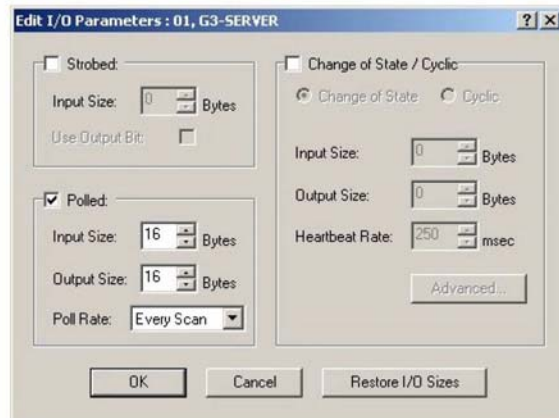 Edit I/O Parameters : 01, G3-SERVER
Strobed:
Input Size: 0 Bytes
Use Output Bit:
Polled:
Input Size: 16 Bytes
Output Size: 16 Bytes
Poll Rate: Every Scan
Change of State / Cyclic
Change of State Cyclic
Input Size: 0 Bytes
Output Size: 0 Bytes
Heartbeat Rate: 250 msec
Advanced...
OK Cancel Restore I/O Sizes